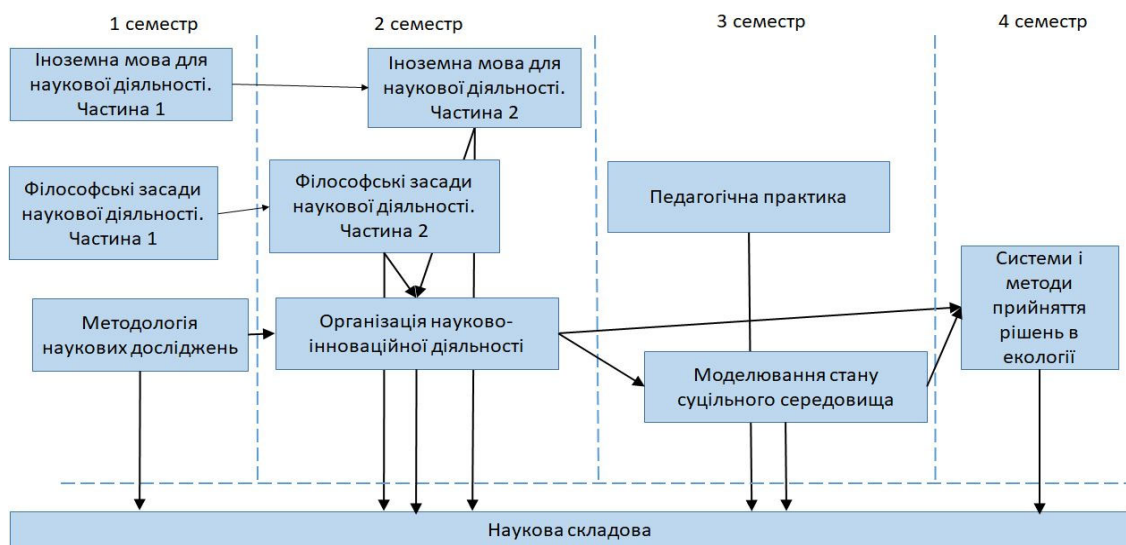 1 семестр
2 семестр
3 семестр
4 семестр
Іноземна мова для
наукової діяльності.
Частина 1
Іноземна мова для
наукової діяльності.
Частина 2
Філософські засади
наукової діяльності.
Частина 1
Філософські засади
наукової діяльності.
Частина 2
Педагогічна практика
Системи і
методи
прийняття
рішень в
екології
Методологія
наукових досліджень
Організація науково-
інноваційної діяльності
Моделювання стану
суцільного середовища
Наукова складова